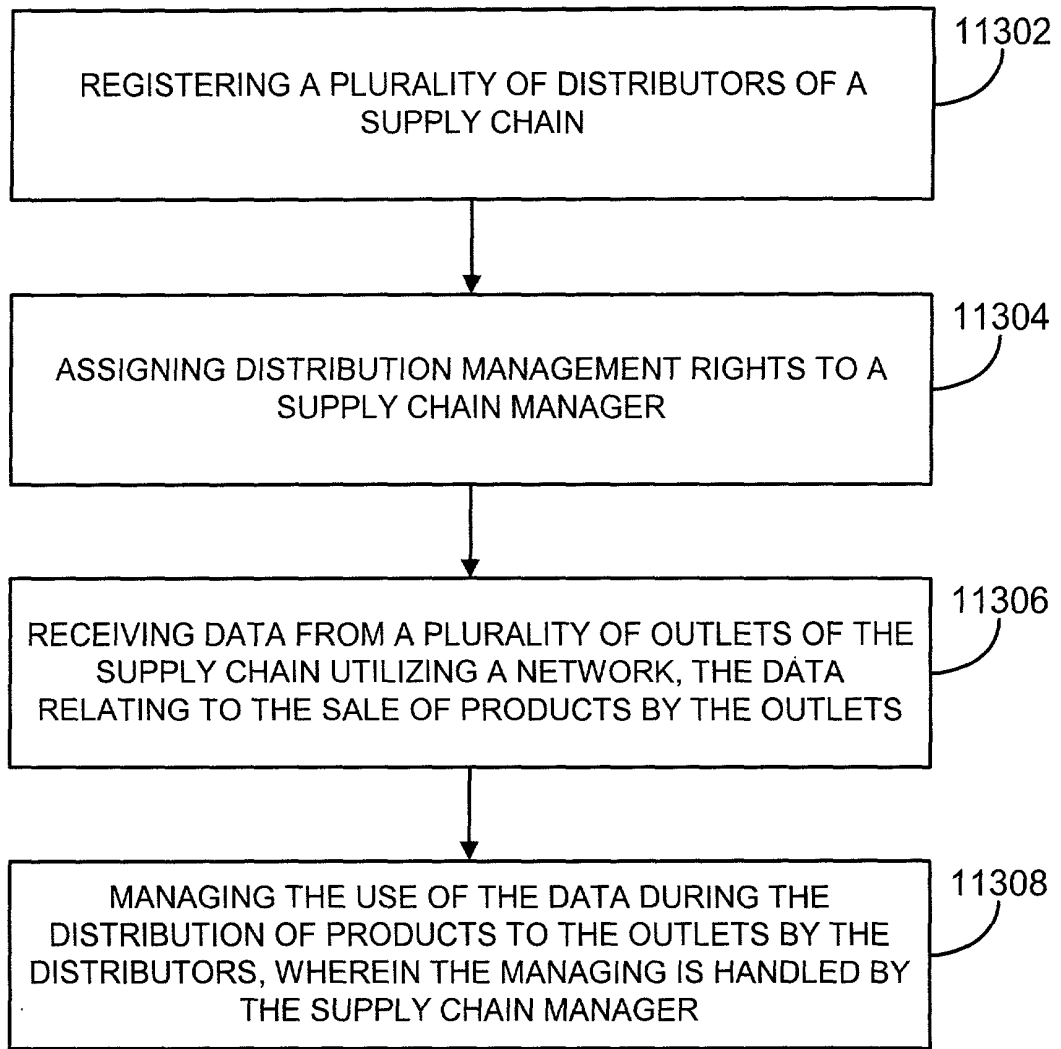 11302
REGISTERING A PLURALITY OF DISTRIBUTORS OF A
SUPPLY CHAIN
11304
ASSIGNING DISTRIBUTION MANAGEMENT RIGHTS TO A
SUPPLY CHAIN MANAGER
11306
RECEIVING DATA FROM A PLURALITY OF OUTLETS OF THE
SUPPLY CHAIN UTILIZING A NETWORK, THE DATA
RELATING TO THE SALE OF PRODUCTS BY THE OUTLETS
11308
MANAGING THE USE OF THE DATA DURING THE
DISTRIBUTION OF PRODUCTS TO THE OUTLETS BY THE
DISTRIBUTORS, WHEREIN THE MANAGING IS HANDLED BY
THE SUPPLY CHAIN MANAGER